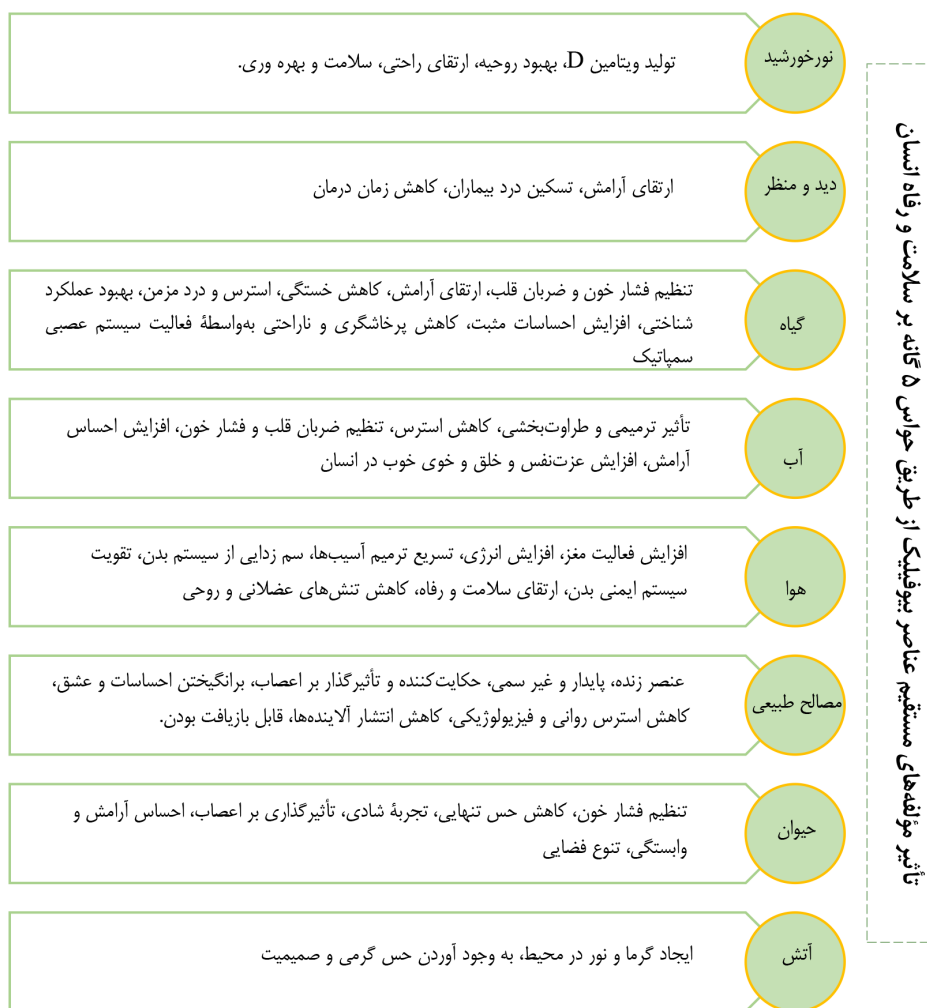 تأثیر مؤلفه‌های مستقیم عناصر بیوفیلیک از طریق حواس ۵ گانه بر سلامت و رفاه انسان
نورخورشید
تولید ویتامین D، بهبود روحیه، ارتقای راحتی، سلامت و بهره وری.
دید و منظر
ارتقای آرامش، تسکین درد بیماران، کاهش زمان درمان
گیاه
تنظیم فشار خون و ضربان قلب، ارتقای آرامش، کاهش خستگی، استرس و درد مزمن، بهبود عملکرد
شناختی، افزایش احساسات مثبت، کاهش پرخاشگری و ناراحتی به‌واسطۀ فعالیت سیستم عصبی
سمپاتیک
آب
تأثیر ترمیمی و طراوت‌بخشی، کاهش استرس، تنظیم ضربان قلب و فشار خون، افزایش احساس
آرامش، افزایش عزت‌نفس و خلق و خوی خوب در انسان
هوا
افزایش فعالیت مغز، افزایش انرژی، تسریع ترمیم آسیب‌ها، سم زدایی از سیستم بدن، تقویت
سیستم ایمنی بدن، ارتقای سلامت و رفاه، کاهش تنش‌های عضلانی و روحی
مصالح طبیعی
عنصر زنده، پایدار و غیر سمی، حکایت‌کننده و تأثیرگذار بر اعصاب، برانگیختن احساسات و عشق،
کاهش استرس روانی و فیزیولوژیکی، کاهش انتشار آلاینده‌ها، قابل بازیافت بودن.
حیوان
تنظیم فشار خون، کاهش حس تنهایی، تجربۀ شادی، تأثیرگذاری بر اعصاب، احساس آرامش و
وابستگی، تنوع فضایی
آتش
ایجاد گرما و نور در محیط، به وجود آوردن حس گرمی و صمیمیت